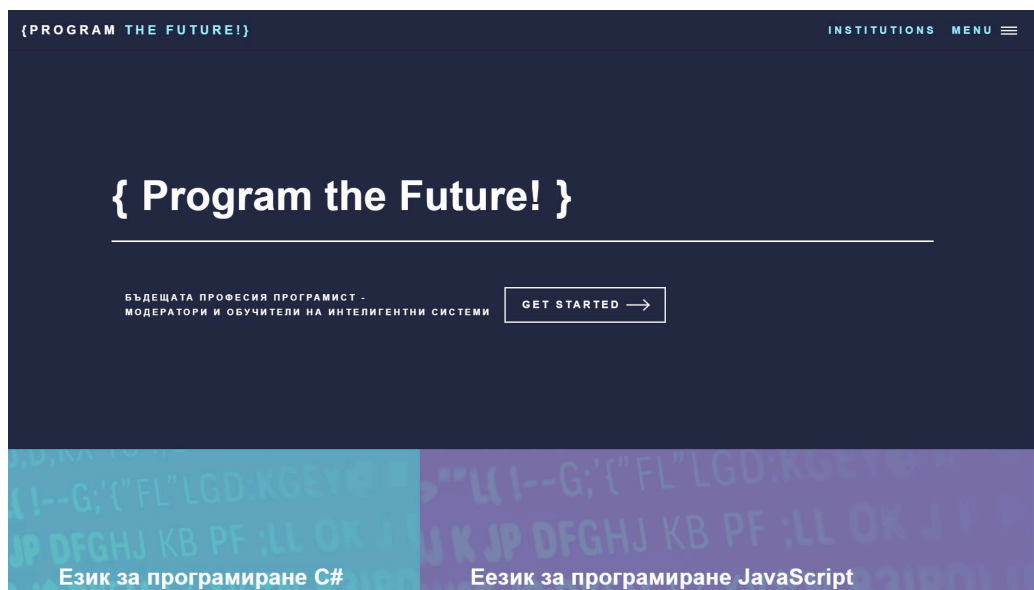 {PROGRAM THE FUTURE!}
INSTITUTIONS MENU
{ Program the Future! }
БЪДЕЩАТА ПРОФЕСИЯ ПРОГРАМИСТ -
МОДЕРАТОРИ И ОБУЧИТЕЛИ НА ИНТЕЛИГЕНТНИ СИСТЕМИ
GET STARTED
Език за програмиране C#
Еезик за програмиране JavaScript